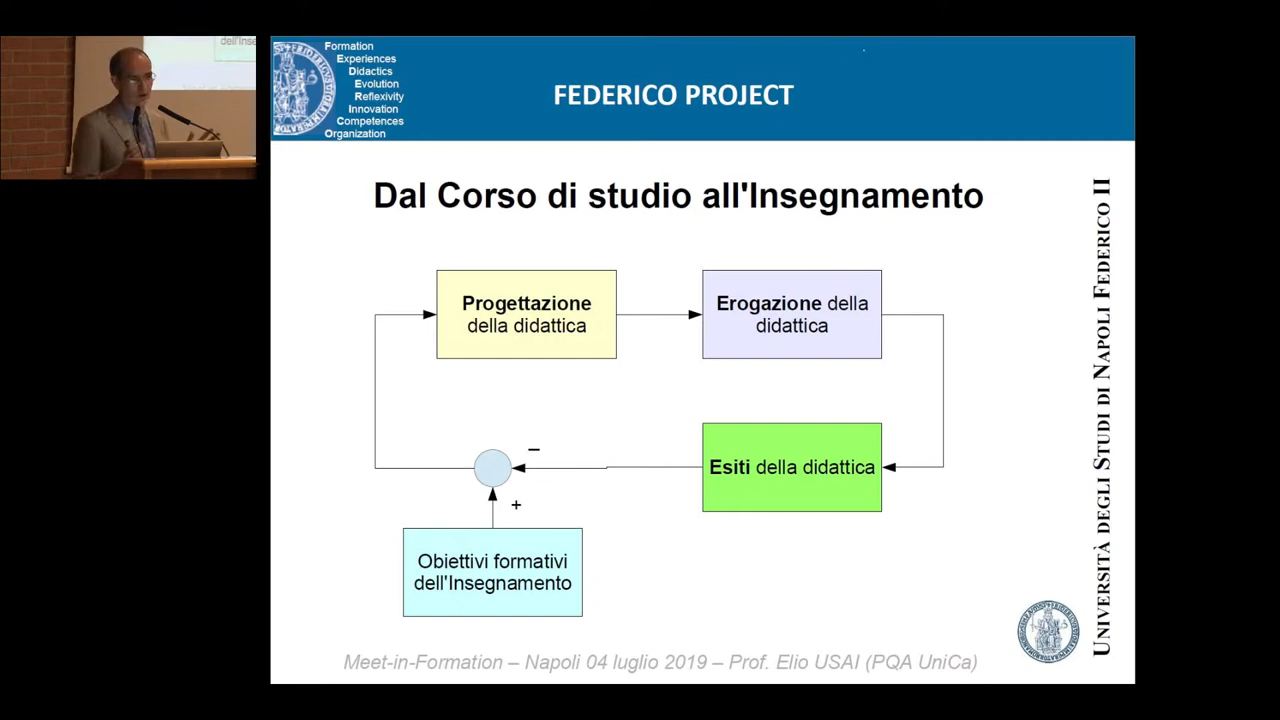 dell'Inse
Formation
Experiences
Didactics
Evolution
Reflexivity
Innovation
Competences
Organization
FEDERICO PROJECT
Dal Corso di studio all'Insegnamento
Progettazione
della didattica
Erogazione della
didattica
−
Esiti della didattica
+
Obiettivi formativi
dell'Insegnamento
UNIVERSITÀ DEGLI STUDI DI NAPOLI FEDERICO II
Meet-in-Formation – Napoli 04 luglio 2019 – Prof. Elio USAI (PQA UniCa)